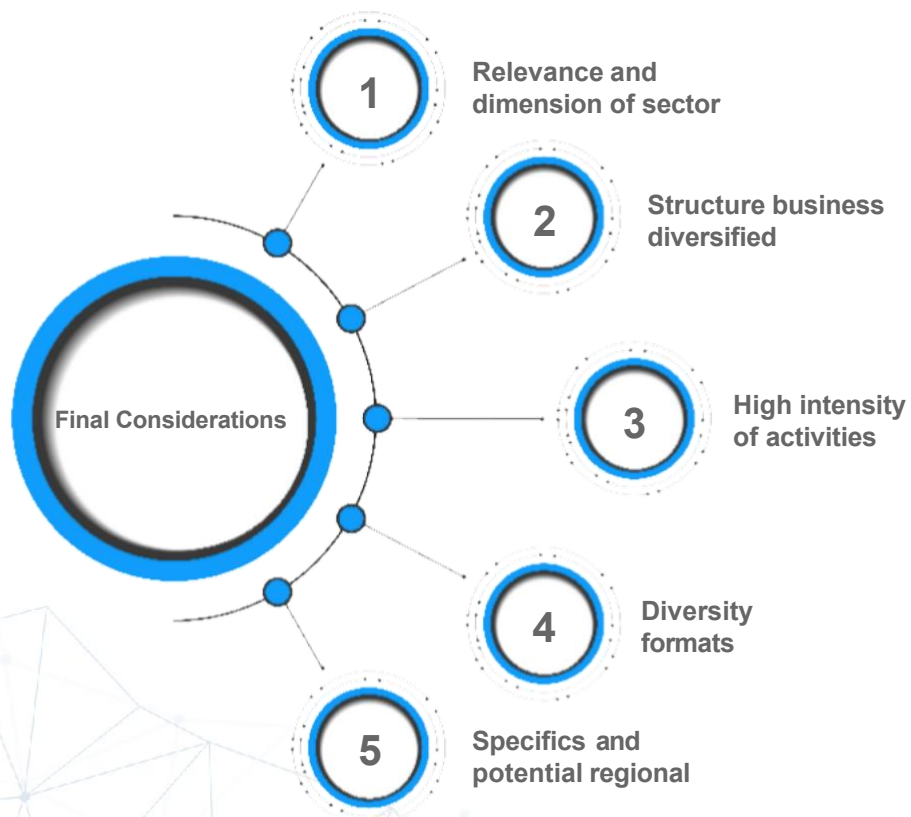 1
Relevance and
dimension of sector
2
Structure business
diversified
Final Considerations
3
High intensity
of activities
4
Diversity
formats
5
Specifics and
potential regional